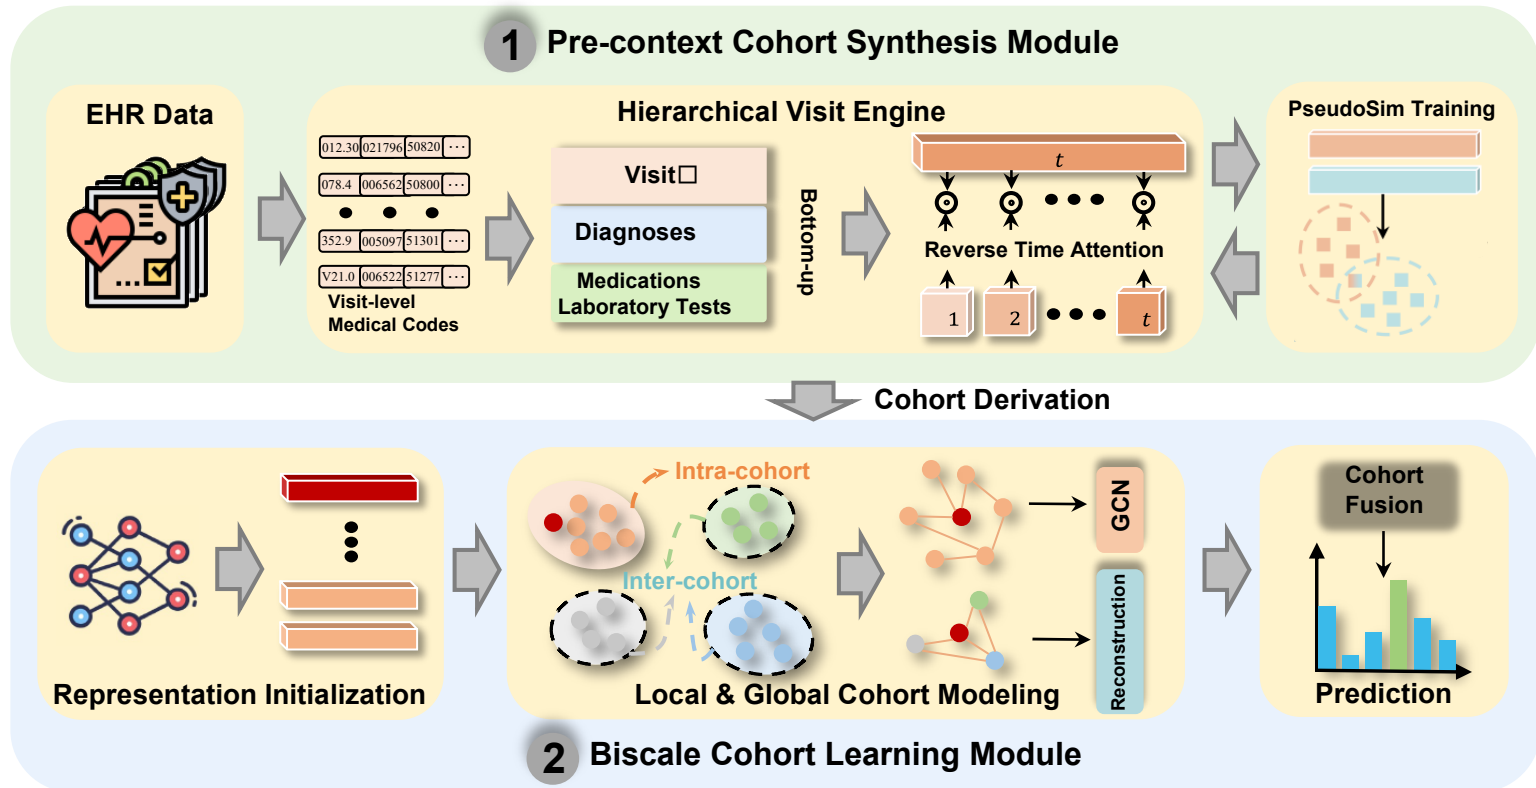 1 Pre-context Cohort Synthesis Module
EHR Data
Hierarchical Visit Engine
PseudoSim Training
012.30 021796 50820 ...
078.4 006562 50800 ...
352.9 005097 51301 ...
V21.0 006522 51277 ...
Visit-level
Medical Codes
Visit□
Diagnoses
Medications
Laboratory Tests
Bottom-up
t
Reverse Time Attention
1 2 t
Cohort Derivation
Representation Initialization
Intra-cohort
Inter-cohort
GCN
Reconstruction
Local & Global Cohort Modeling
Cohort
Fusion
Prediction
2 Biscale Cohort Learning Module